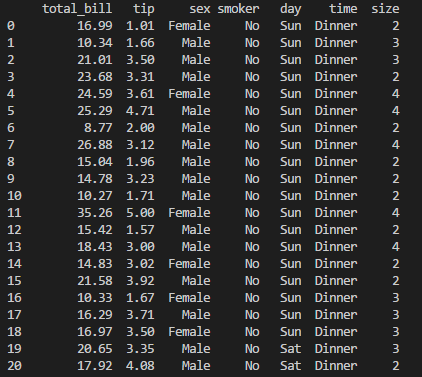 total_bill tip sex smoker day time size
0 16.99 1.01 Female No Sun Dinner 2
1 10.34 1.66 Male No Sun Dinner 3
2 21.01 3.50 Male No Sun Dinner 3
3 23.68 3.31 Male No Sun Dinner 2
4 24.59 3.61 Female No Sun Dinner 4
5 25.29 4.71 Male No Sun Dinner 4
6 8.77 2.00 Male No Sun Dinner 2
7 26.88 3.12 Male No Sun Dinner 4
8 15.04 1.96 Male No Sun Dinner 2
9 14.78 3.23 Male No Sun Dinner 2
10 10.27 1.71 Male No Sun Dinner 2
11 35.26 5.00 Female No Sun Dinner 4
12 15.42 1.57 Male No Sun Dinner 2
13 18.43 3.00 Male No Sun Dinner 4
14 14.83 3.02 Female No Sun Dinner 2
15 21.58 3.92 Male No Sun Dinner 2
16 10.33 1.67 Female No Sun Dinner 3
17 16.29 3.71 Male No Sun Dinner 3
18 16.97 3.50 Female No Sun Dinner 3
19 20.65 3.35 Male No Sat Dinner 3
20 17.92 4.08 Male No Sat Dinner 2